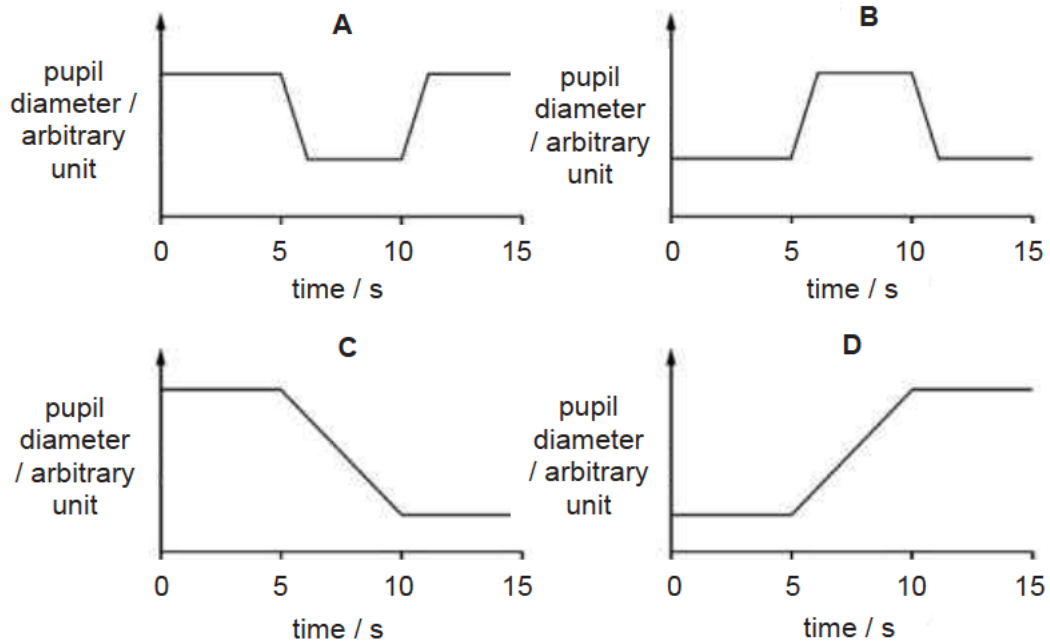 A
pupil
diameter /
arbitrary
unit
0 5 10 15
time / s
B
pupil
diameter
/ arbitrary
unit
0 5 10 15
time / s
C
pupil
diameter
/ arbitrary
unit
0 5 10 15
time / s
D
pupil
diameter
/ arbitrary
unit
0 5 10 15
time / s